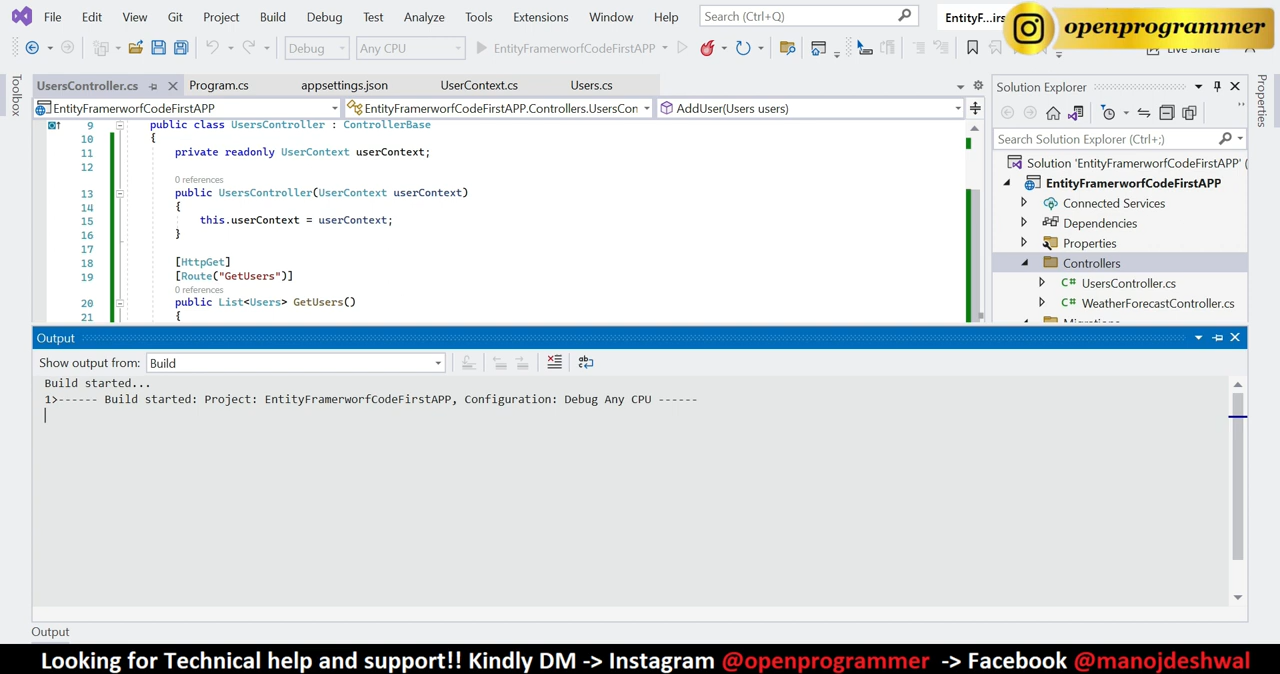 File Edit View Git Project Build Debug Test Analyze Tools Extensions Window Help Search (Ctrl+Q) EntityF...irs
openprogrammer
Debug Any CPU EntityFramerworfCodeFirstAPP Live Share
Toolbox
UsersController.cs Program.cs appsettings.json UserContext.cs Users.cs
EntityFramerworfCodeFirstAPP EntityFramerworfCodeFirstAPP.Controllers.UsersCon AddUser(Users users)
9 public class UsersController : ControllerBase
10 {
11 private readonly UserContext userContext;
12
0 references
13 public UsersController(UserContext userContext)
14 {
15 this.userContext = userContext;
16 }
17
18 [HttpGet]
19 [Route("GetUsers")]
0 references
20 public List<Users> GetUsers()
21 {
Solution Explorer
Search Solution Explorer (Ctrl+;)
Solution 'EntityFramerworfCodeFirstAPP' (
EntityFramerworfCodeFirstAPP
Connected Services
Dependencies
Properties
Controllers
C# UsersController.cs
C# WeatherForecastController.cs
Migrations
Properties
Output
Show output from: Build
Build started...
1>------ Build started: Project: EntityFramerworfCodeFirstAPP, Configuration: Debug Any CPU ------
Output
Looking for Technical help and support!! Kindly DM -> Instagram @openprogrammer -> Facebook @manojdeshwal